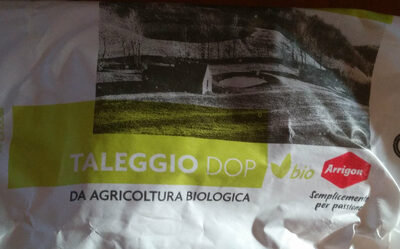 TALEGGIO DOP
bio
Arrigoni
DA AGRICOLTURA BIOLOGICA
Semplicemente
per passione